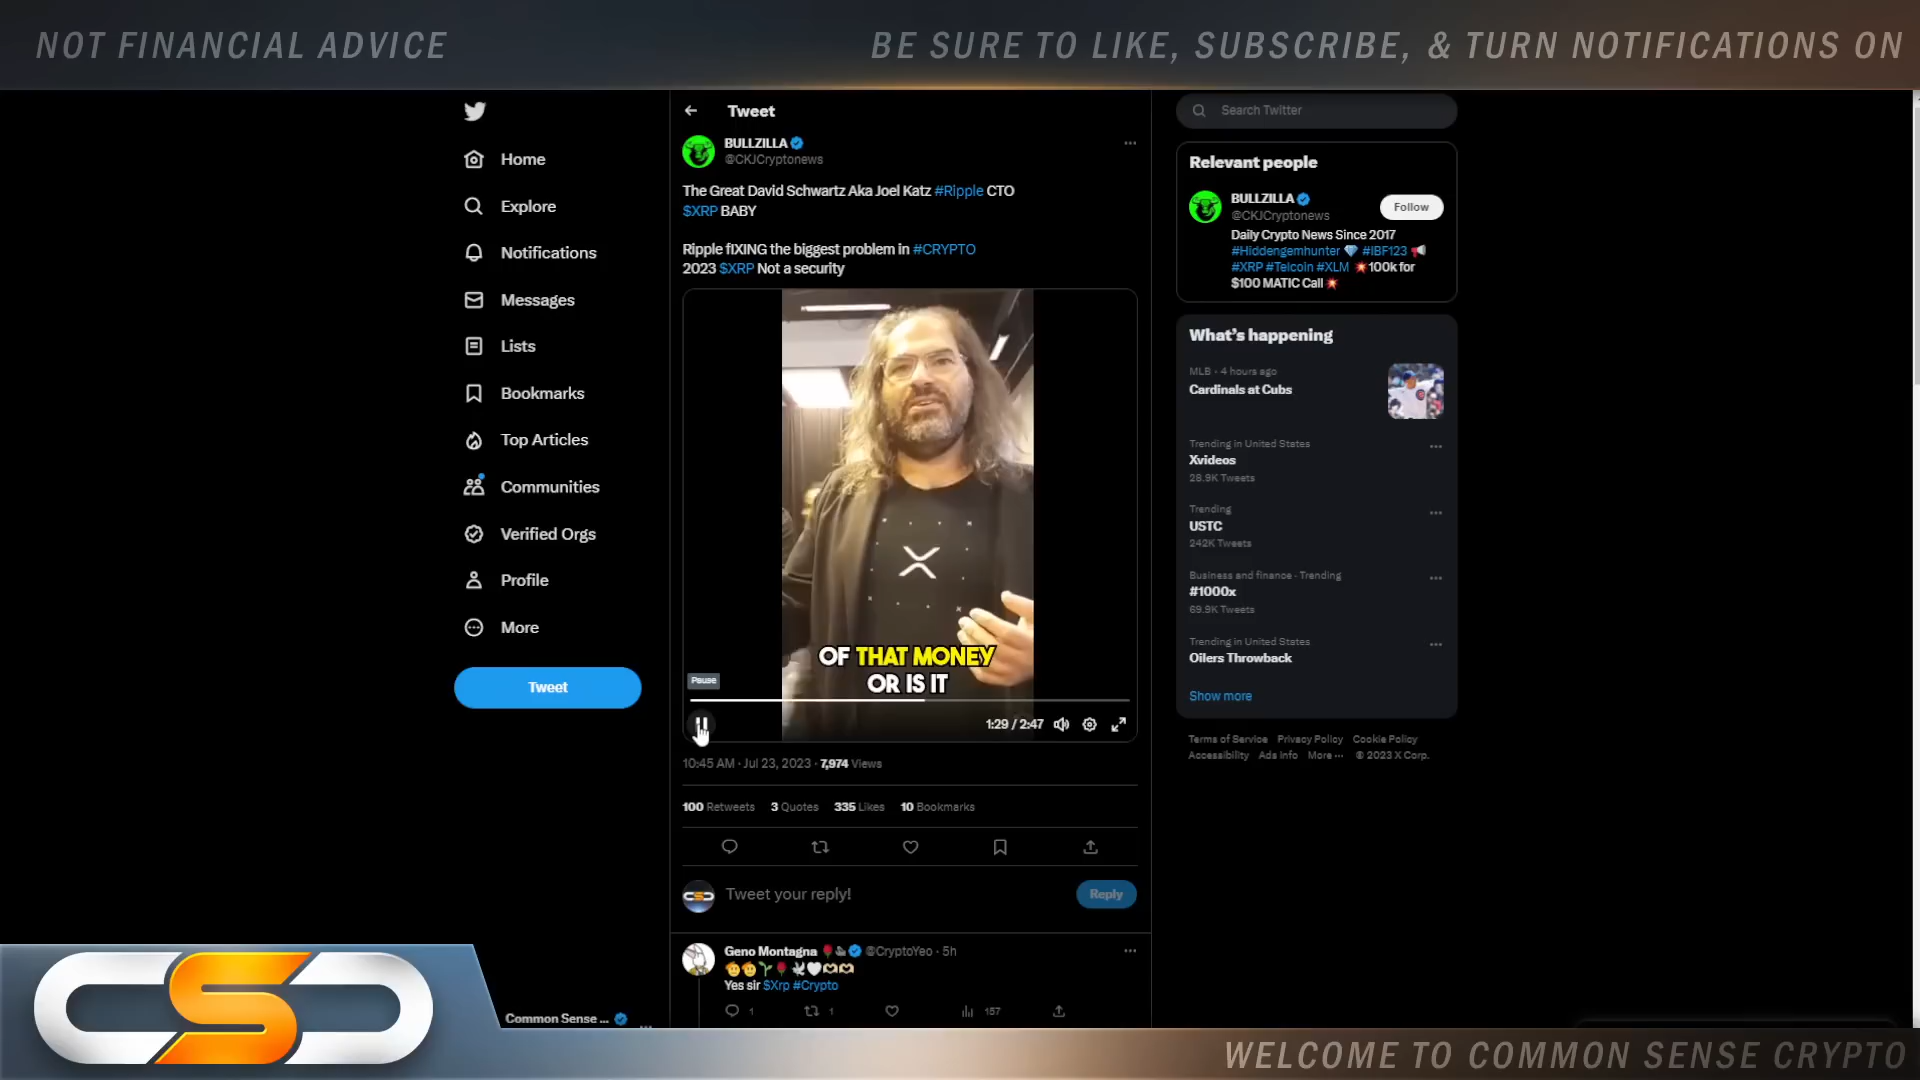 NOT FINANCIAL ADVICE
BE SURE TO LIKE, SUBSCRIBE, & TURN NOTIFICATIONS ON
Home
Explore
Notifications
Messages
Lists
Bookmarks
Top Articles
Communities
Verified Orgs
Profile
More
Tweet
Common Sense ...
Tweet
BULLZILLA
@CKJCryptonews
The Great David Schwartz Aka Joel Katz #Ripple CTO
$XRP BABY
Ripple fIXING the biggest problem in #CRYPTO
2023 $XRP Not a security
X
OF THAT MONEY
OR IS IT
Pause
1:29 / 2:47
10:45 AM · Jul 23, 2023 · 7,974 Views
100 Retweets 3 Quotes 335 Likes 10 Bookmarks
Tweet your reply!
Reply
Geno Montagna @CryptoYeo · 5h
Yes sir $Xrp #Crypto
1 1 157
Search Twitter
Relevant people
BULLZILLA
@CKJCryptonews
Follow
Daily Crypto News Since 2017
#Hiddengemhunter 💎 #IBF123 📢
#XRP #Telcoin #XLM 💥100k for
$100 MATIC Call💥
What's happening
MLB · 4 hours ago
Cardinals at Cubs
Trending in United States
Xvideos
28.9K Tweets
Trending
USTC
242K Tweets
Business and finance · Trending
#1000x
69.9K Tweets
Trending in United States
Oilers Throwback
Show more
Terms of Service Privacy Policy Cookie Policy
Accessibility Ads info More ··· © 2023 X Corp.
CSC
WELCOME TO COMMON SENSE CRYPTO